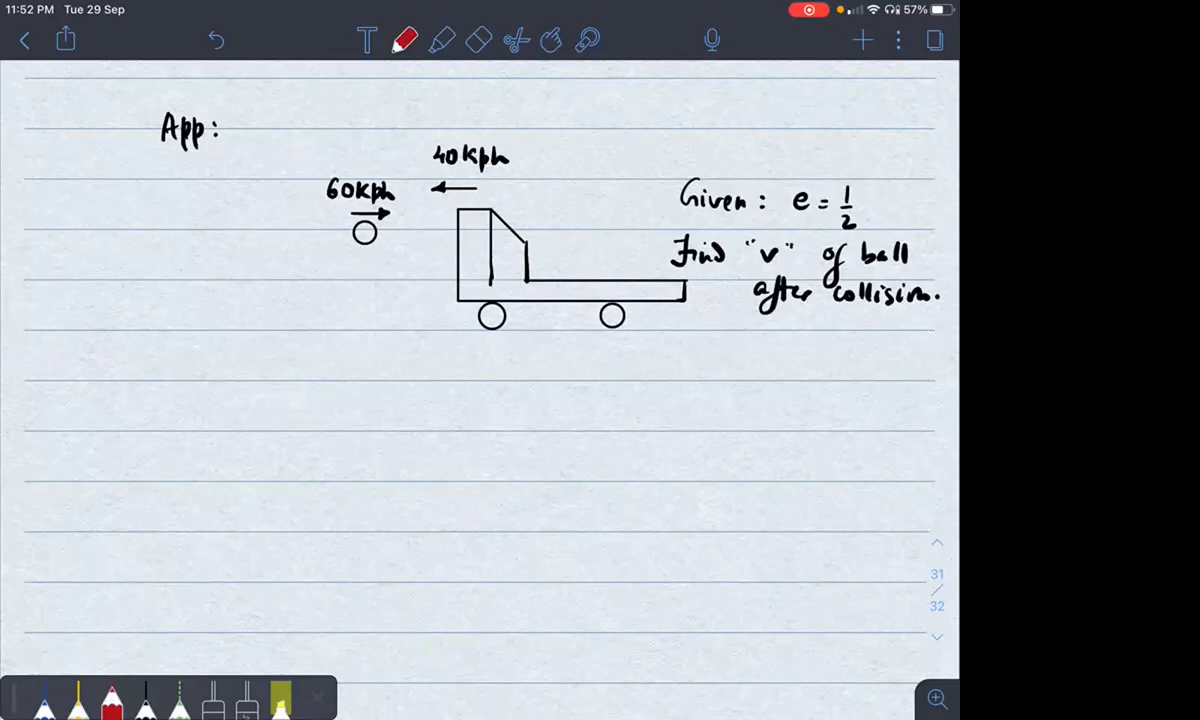 11:52 PM Tue 29 Sep
57%
T
App:
40kph
60kph
Given: e = 1/2
Find "v" of ball
after collision.
31
32